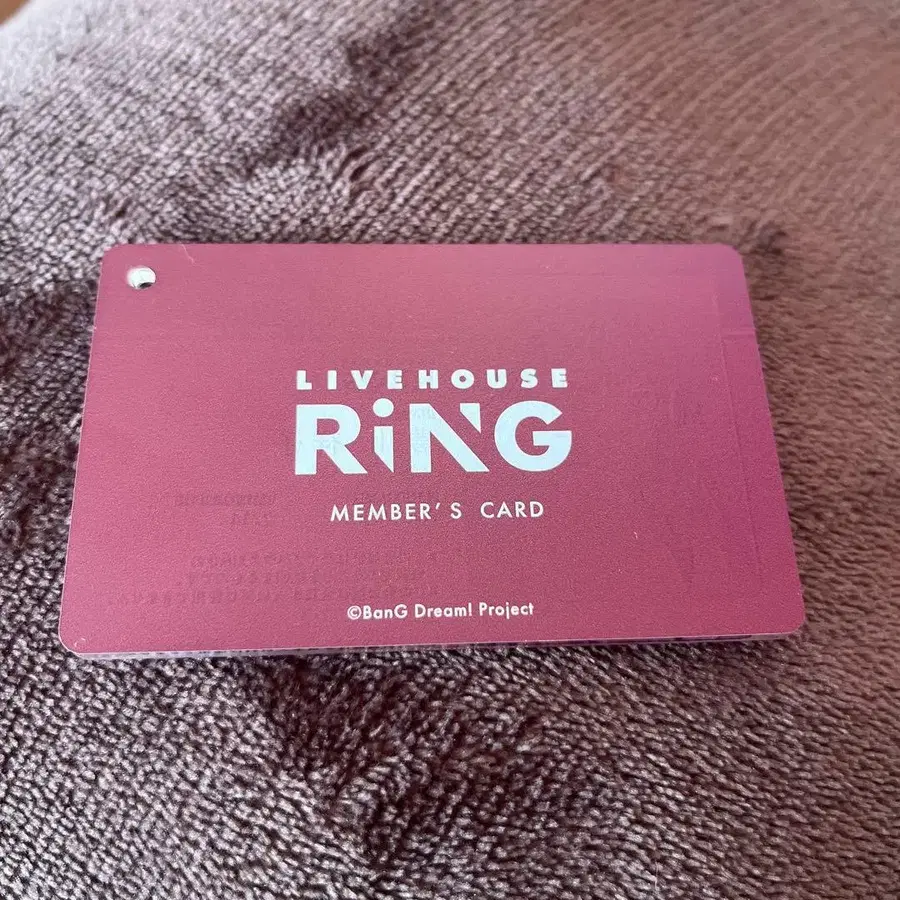 LIVEHOUSE
RiNG
MEMBER'S CARD
©BanG Dream! Project